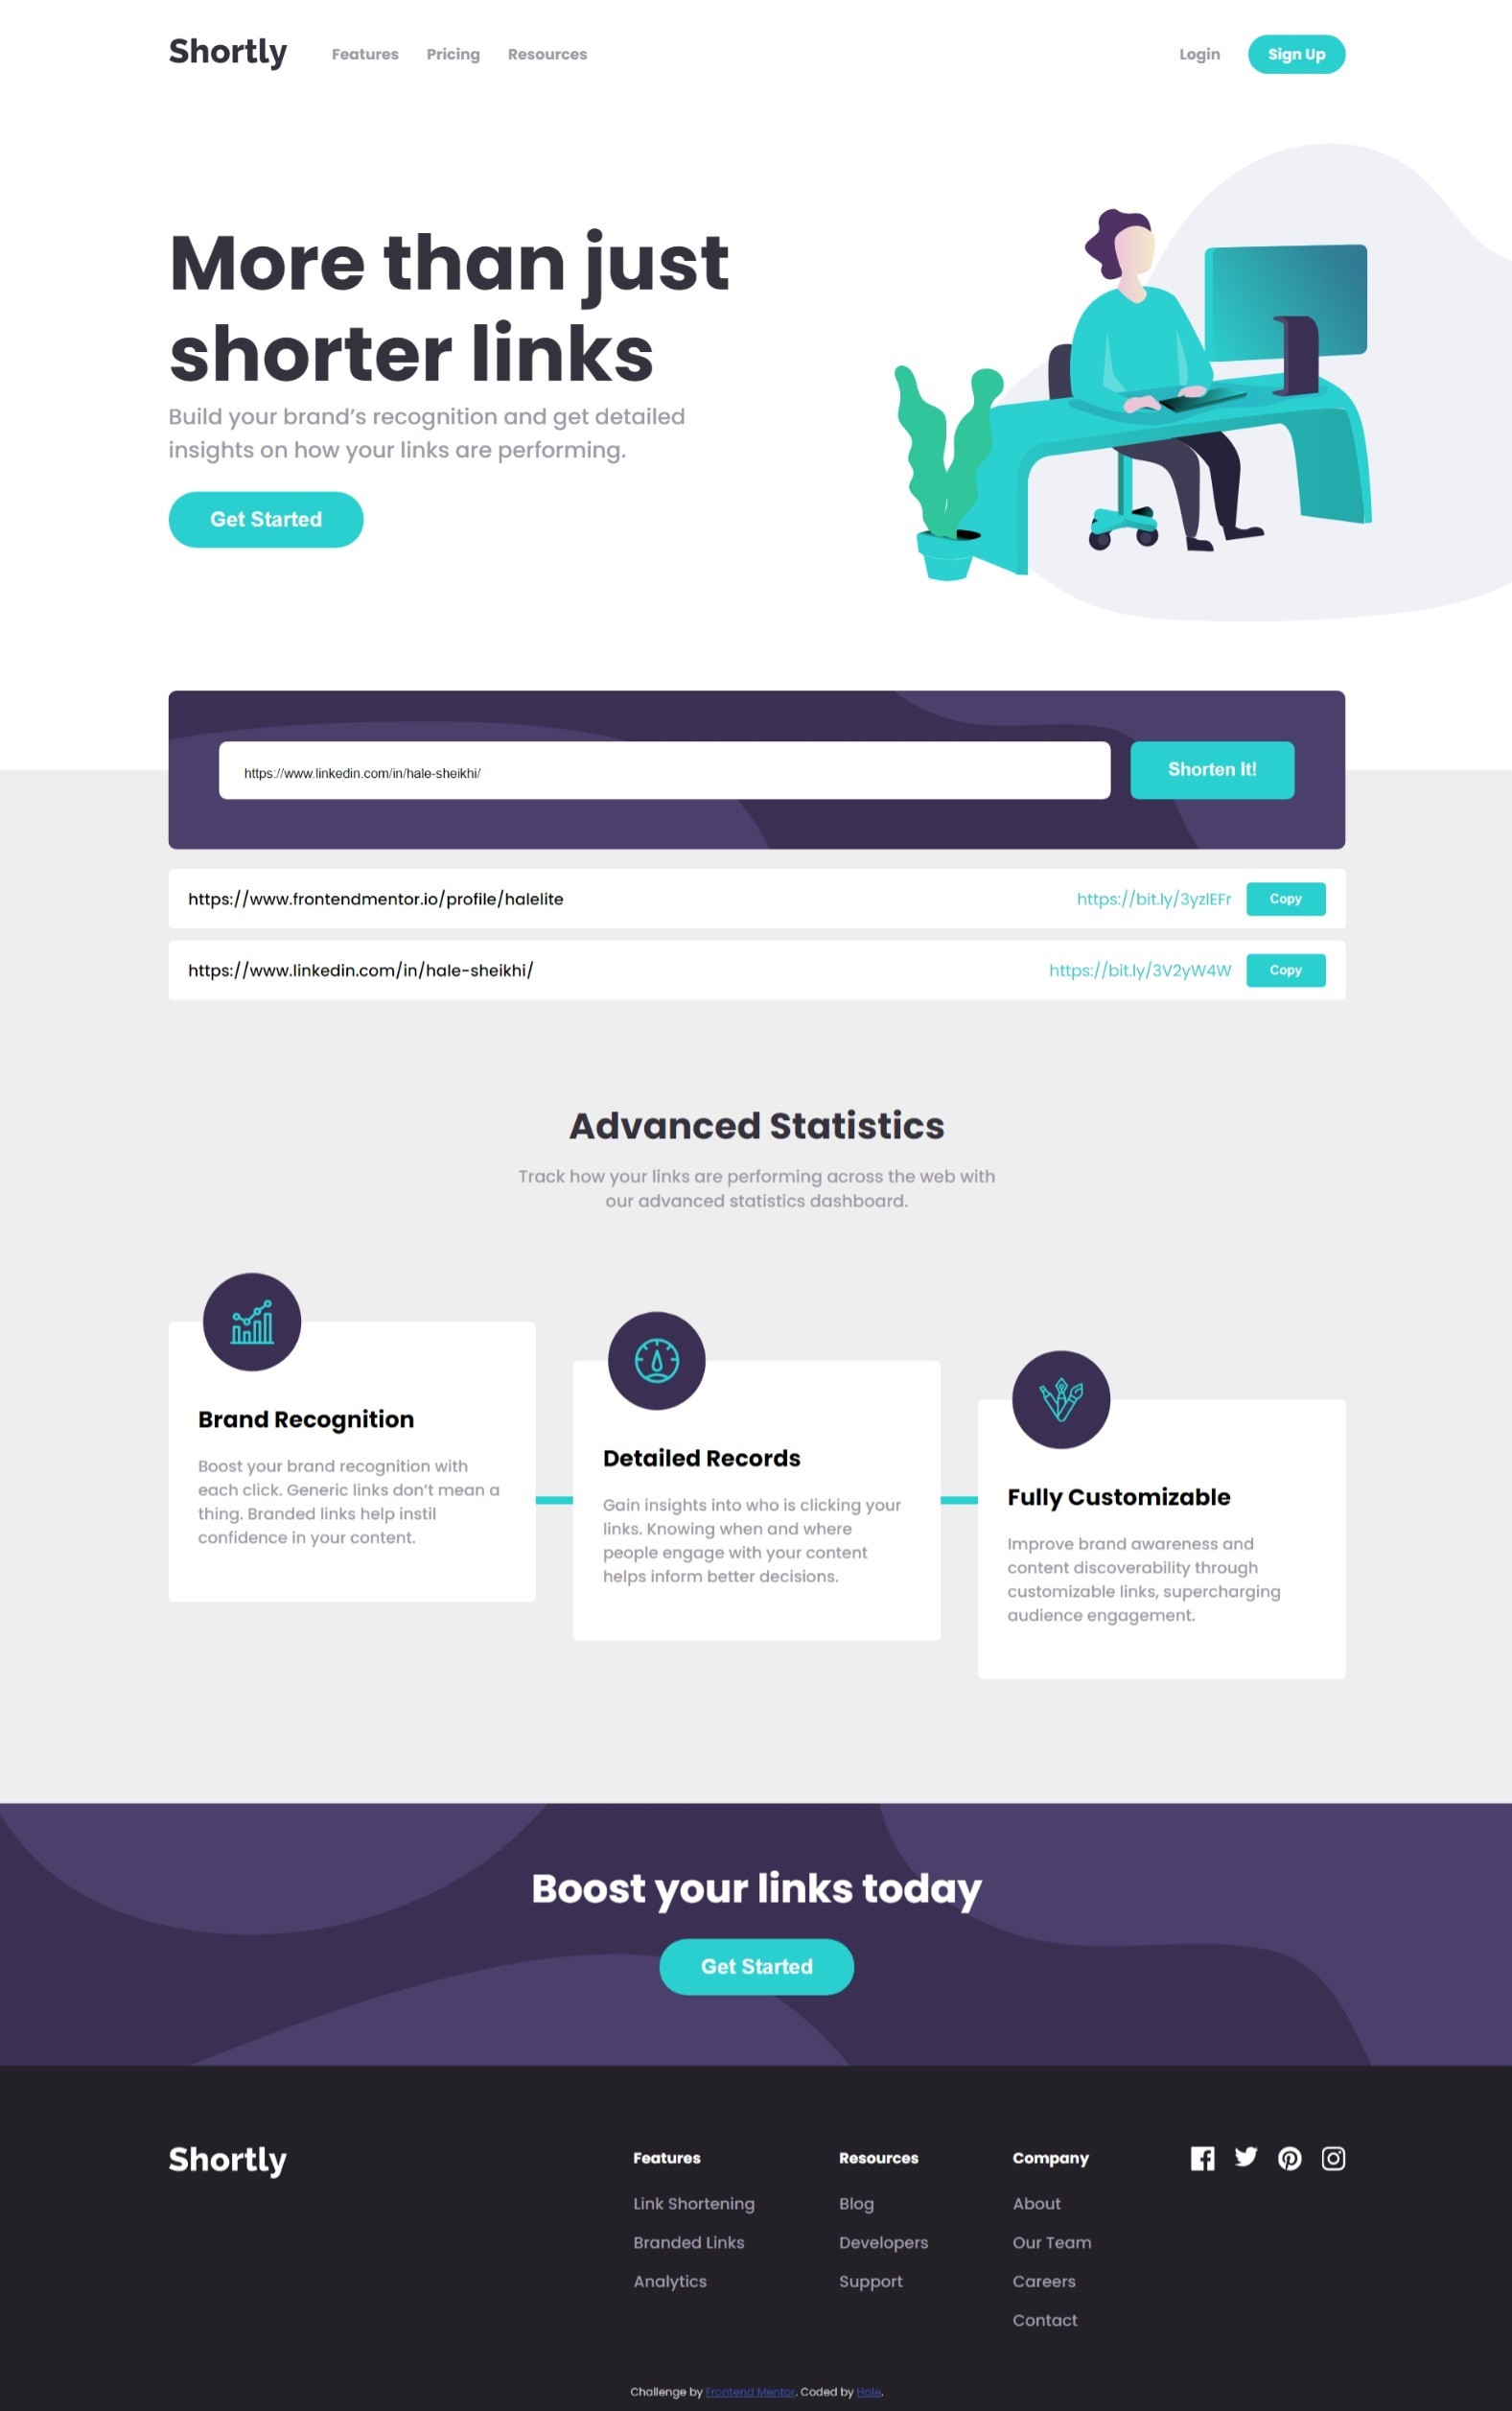 Shortly
Features
Pricing
Resources
Login
Sign Up
More than just
shorter links
Build your brand’s recognition and get detailed
insights on how your links are performing.
Get Started
https://www.linkedin.com/in/hale-sheikhi/
Shorten It!
https://www.frontendmentor.io/profile/halelite
https://bit.ly/3yzlEFr
Copy
https://www.linkedin.com/in/hale-sheikhi/
https://bit.ly/3V2yW4W
Copy
Advanced Statistics
Track how your links are performing across the web with
our advanced statistics dashboard.
Brand Recognition
Boost your brand recognition with
each click. Generic links don’t mean a
thing. Branded links help instil
confidence in your content.
Detailed Records
Gain insights into who is clicking your
links. Knowing when and where
people engage with your content
helps inform better decisions.
Fully Customizable
Improve brand awareness and
content discoverability through
customizable links, supercharging
audience engagement.
Boost your links today
Get Started
Shortly
Features
Link Shortening
Branded Links
Analytics
Resources
Blog
Developers
Support
Company
About
Our Team
Careers
Contact
Challenge by Frontend Mentor. Coded by Hale.